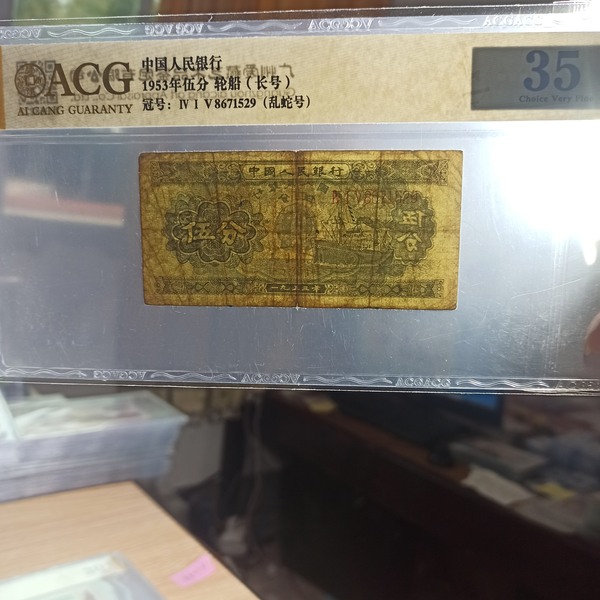 ACG
AI CANG GUARANTY
中国人民银行
1953年伍分 轮船（长号）
冠号：Ⅳ Ⅰ Ⅴ 8671529（乱蛇号）
35
Choice Very Fine
中国人民银行
伍分
伍分
一九五三年
ACGACG